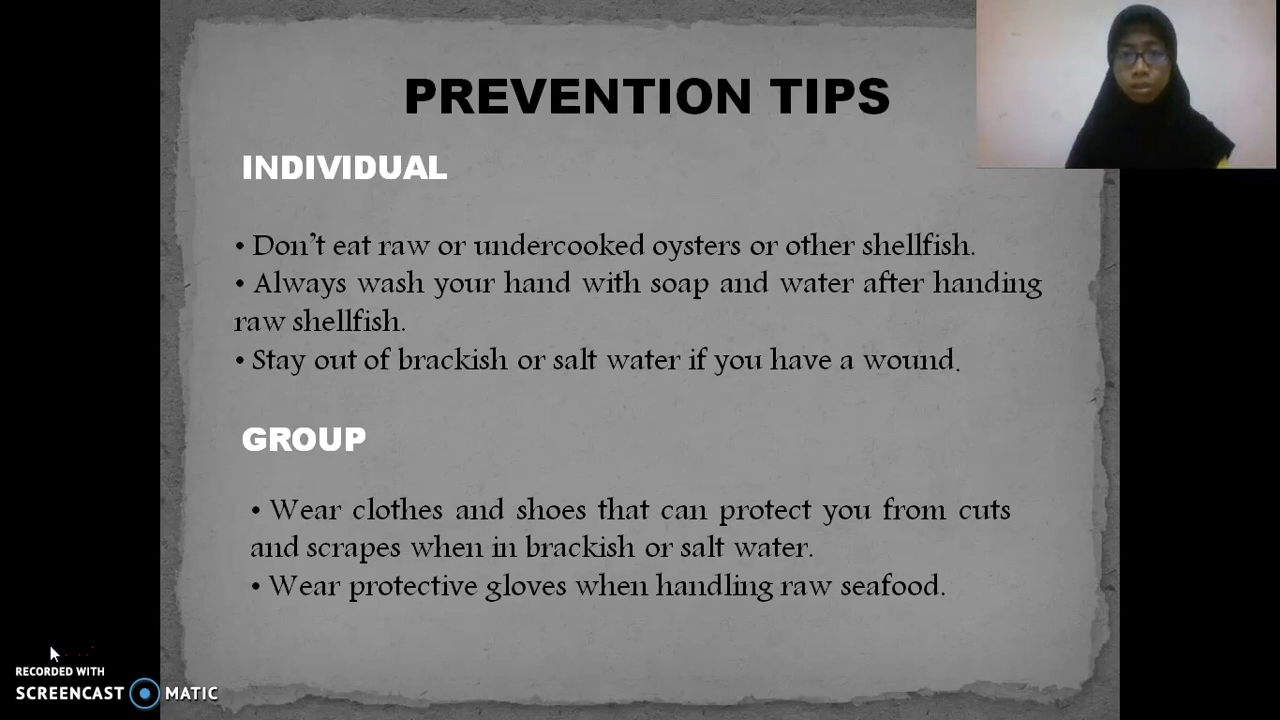 PREVENTION TIPS
INDIVIDUAL
• Don't eat raw or undercooked oysters or other shellfish.
• Always wash your hand with soap and water after handing
raw shellfish.
• Stay out of brackish or salt water if you have a wound.
GROUP
• Wear clothes and shoes that can protect you from cuts
and scrapes when in brackish or salt water.
• Wear protective gloves when handling raw seafood.
RECORDED WITH
SCREENCAST MATIC